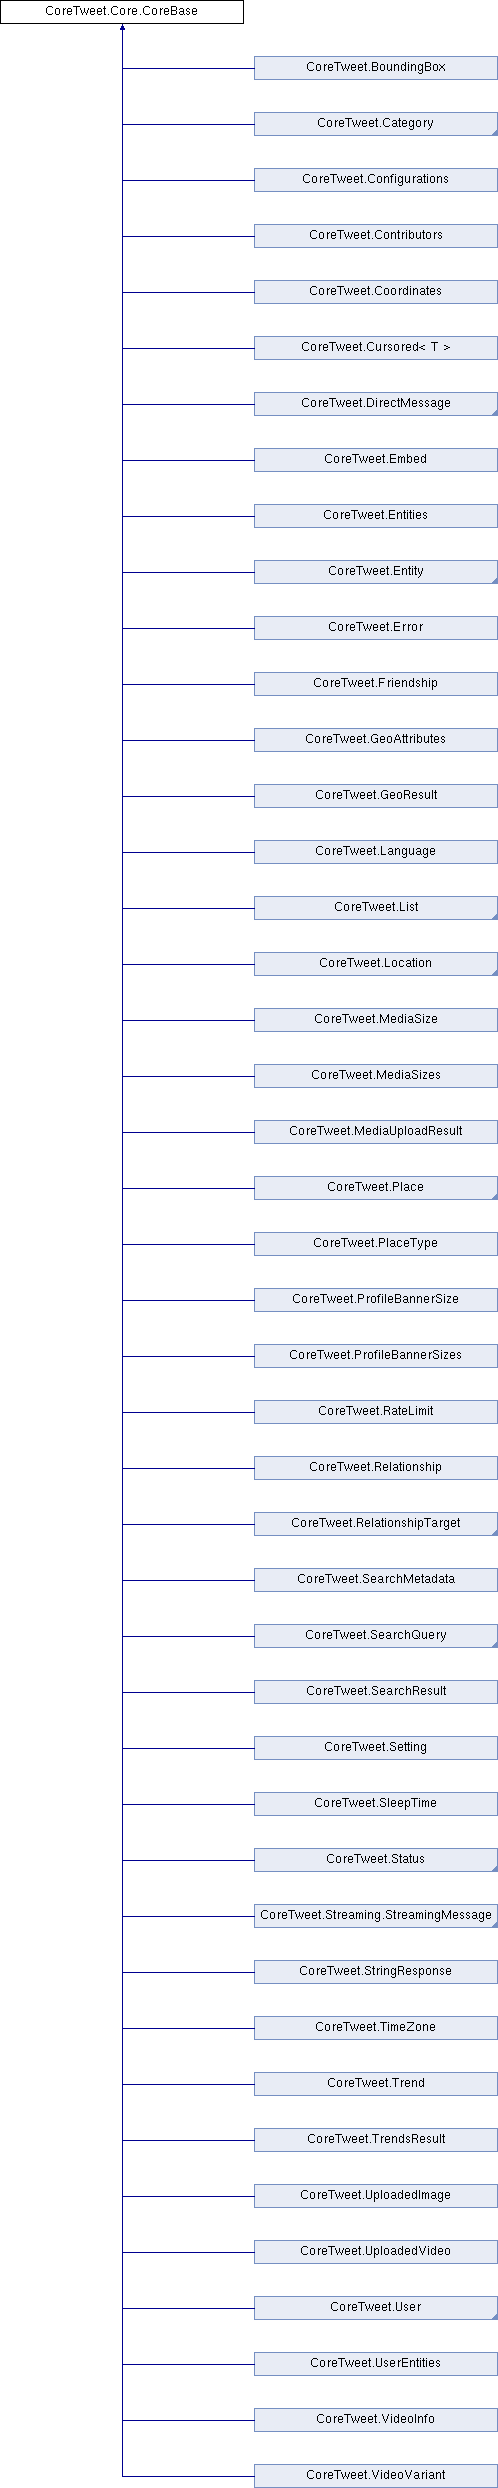 CoreTweet.Core.CoreBase
CoreTweet.BoundingBox
CoreTweet.Category
CoreTweet.Configurations
CoreTweet.Contributors
CoreTweet.Coordinates
CoreTweet.Cursored< T >
CoreTweet.DirectMessage
CoreTweet.Embed
CoreTweet.Entities
CoreTweet.Entity
CoreTweet.Error
CoreTweet.Friendship
CoreTweet.GeoAttributes
CoreTweet.GeoResult
CoreTweet.Language
CoreTweet.List
CoreTweet.Location
CoreTweet.MediaSize
CoreTweet.MediaSizes
CoreTweet.MediaUploadResult
CoreTweet.Place
CoreTweet.PlaceType
CoreTweet.ProfileBannerSize
CoreTweet.ProfileBannerSizes
CoreTweet.RateLimit
CoreTweet.Relationship
CoreTweet.RelationshipTarget
CoreTweet.SearchMetadata
CoreTweet.SearchQuery
CoreTweet.SearchResult
CoreTweet.Setting
CoreTweet.SleepTime
CoreTweet.Status
CoreTweet.Streaming.StreamingMessage
CoreTweet.StringResponse
CoreTweet.TimeZone
CoreTweet.Trend
CoreTweet.TrendsResult
CoreTweet.UploadedImage
CoreTweet.UploadedVideo
CoreTweet.User
CoreTweet.UserEntities
CoreTweet.VideoInfo
CoreTweet.VideoVariant